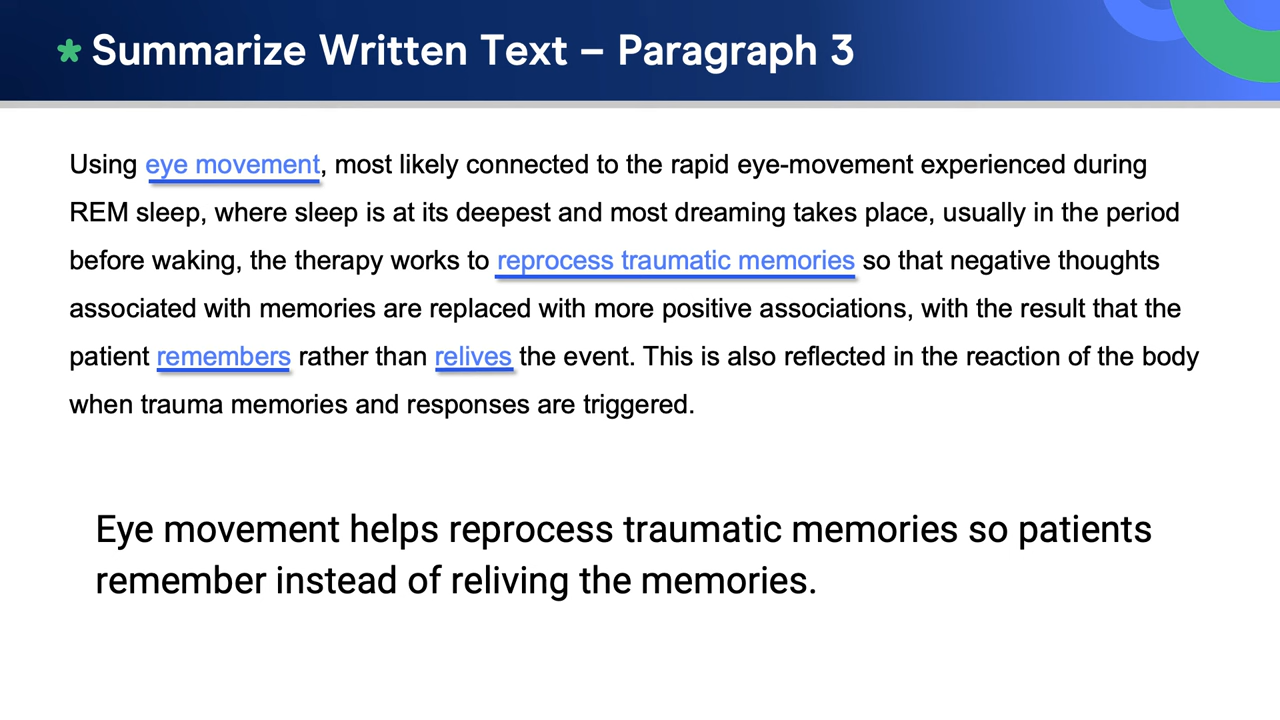 Summarize Written Text – Paragraph 3
Using eye movement, most likely connected to the rapid eye-movement experienced during
REM sleep, where sleep is at its deepest and most dreaming takes place, usually in the period
before waking, the therapy works to reprocess traumatic memories so that negative thoughts
associated with memories are replaced with more positive associations, with the result that the
patient remembers rather than relives the event. This is also reflected in the reaction of the body
when trauma memories and responses are triggered.
Eye movement helps reprocess traumatic memories so patients
remember instead of reliving the memories.